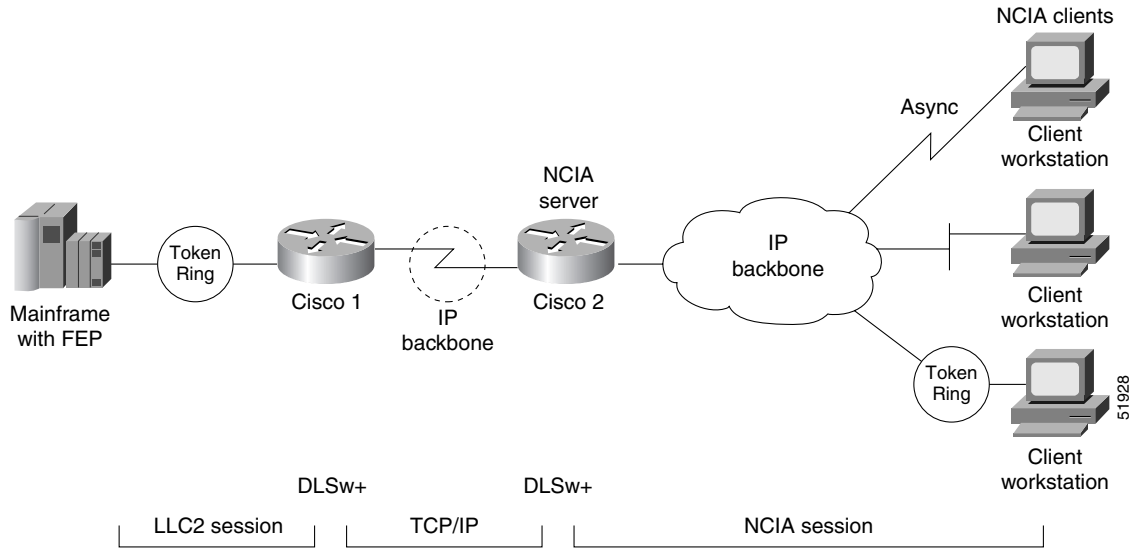 NCIA clients
Async
Client
workstation
NCIA
server
Token
Ring
IP
backbone
Mainframe
with FEP
Cisco 1
IP
backbone
Cisco 2
Client
workstation
Token
Ring
51928
Client
workstation
DLSw+
DLSw+
LLC2 session
TCP/IP
NCIA session